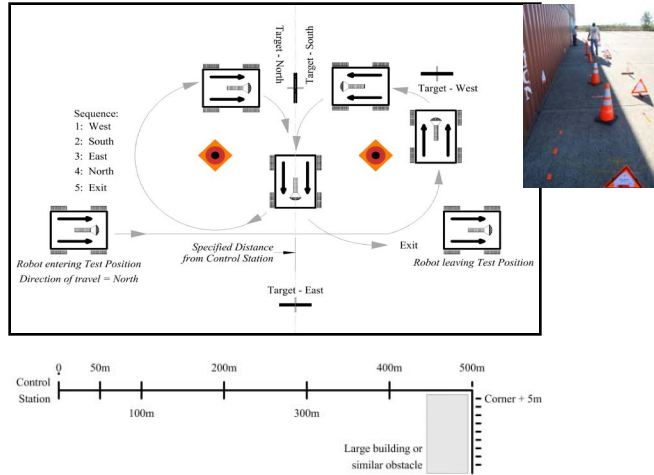 Target - North
Target - South
Target - West
Sequence:
1: West
2: South
3: East
4: North
5: Exit
Specified Distance
from Control Station
Exit
Robot entering Test Position
Direction of travel = North
Robot leaving Test Position
Target - East
0
50m
200m
400m
500m
Control
Station
100m
300m
Corner + 5m
Large building or
similar obstacle